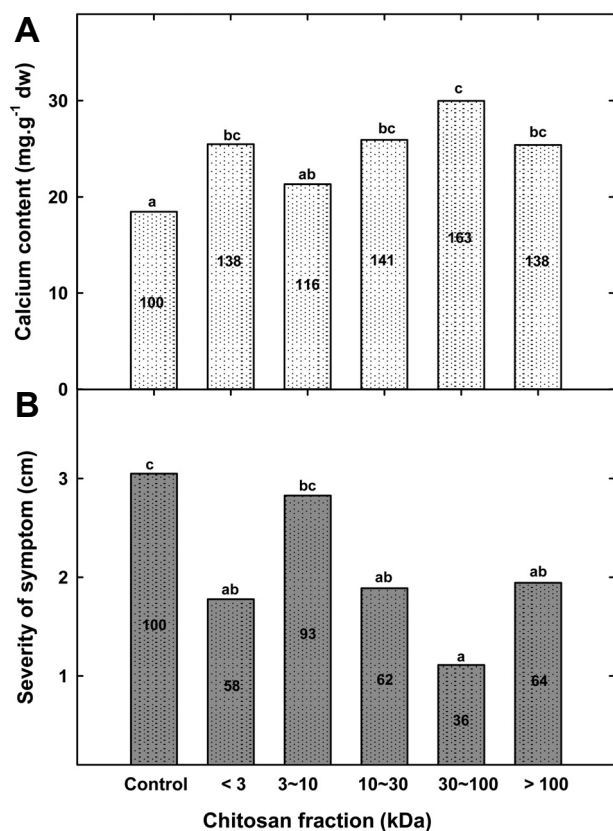 A
Calcium content (mg.g-1 dw)
30
20
10
0
a
bc
ab
bc
c
bc
100
138
116
141
163
138
B
Severity of symptom (cm)
3
2
1
c
ab
bc
ab
a
ab
100
58
93
62
36
64
Control
< 3
3~10
10~30
30~100
> 100
Chitosan fraction (kDa)